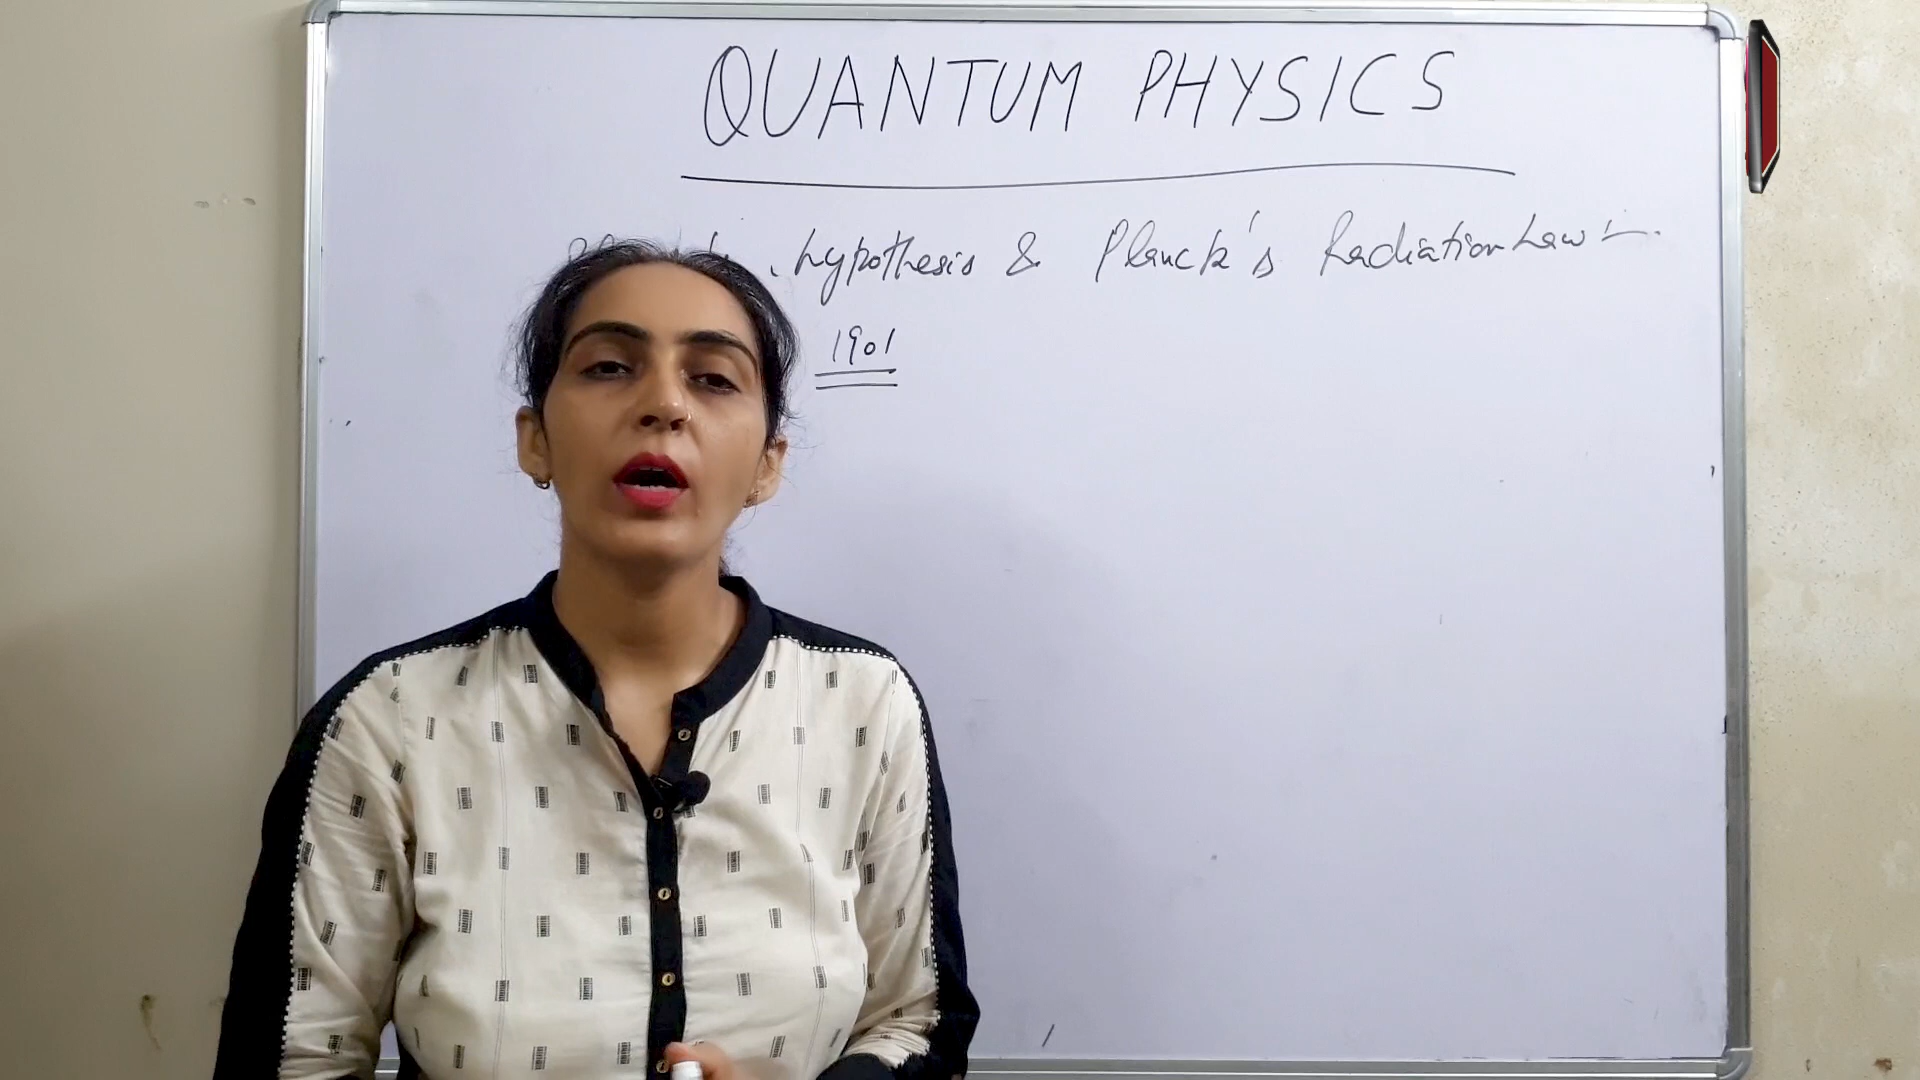 QUANTUM PHYSICS
hypothesis & Planck's Radiation Law :-
1901